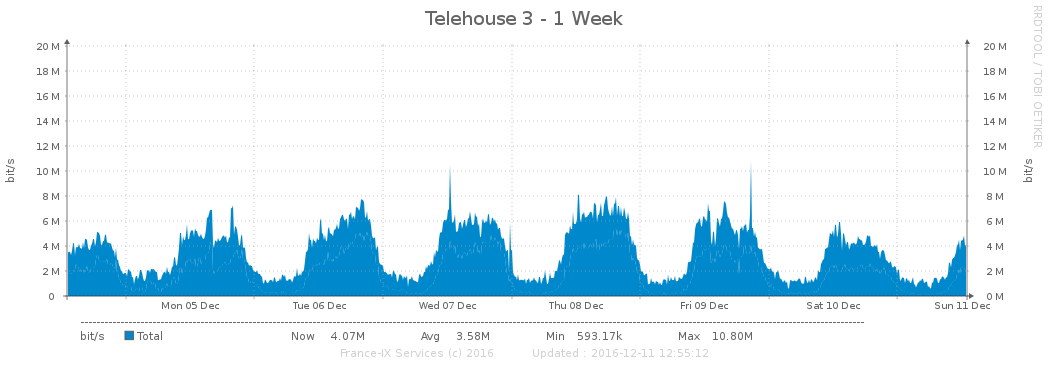 Telehouse 3 - 1 Week
RRDTOOL / TOBI OETIKER
bit/s
20 M 20 M
18 M 18 M
16 M 16 M
14 M 14 M
12 M 12 M
10 M 10 M
8 M 8 M
6 M 6 M
4 M 4 M
2 M 2 M
0 0 M
bit/s
Mon 05 Dec Tue 06 Dec Wed 07 Dec Thu 08 Dec Fri 09 Dec Sat 10 Dec Sun 11 Dec
bit/s Total Now 4.07M Avg 3.58M Min 593.17k Max 10.80M
France-IX Services (c) 2016 Updated : 2016-12-11 12:55:12